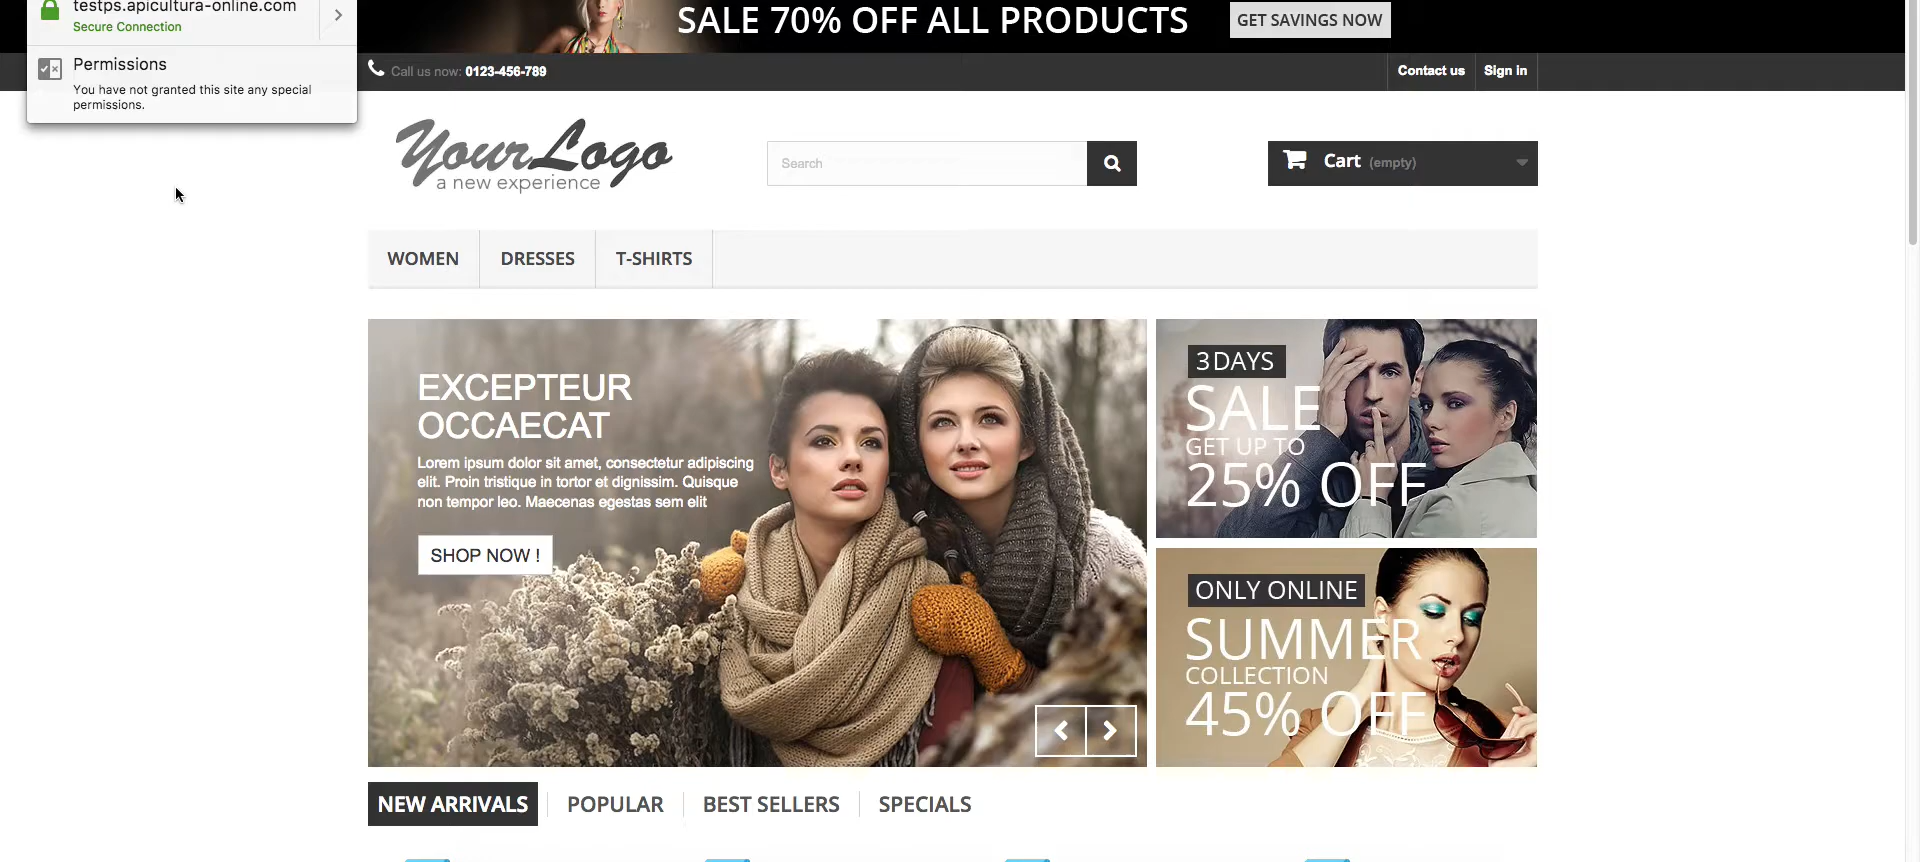 testps.apicultura-online.com
Secure Connection
Permissions
You have not granted this site any special
permissions.
SALE 70% OFF ALL PRODUCTS
GET SAVINGS NOW
Call us now: 0123-456-789
Contact us
Sign in
YourLogo
a new experience
Search
Cart (empty)
WOMEN
DRESSES
T-SHIRTS
EXCEPTEUR
OCCAECAT
Lorem ipsum dolor sit amet, consectetur adipiscing
elit. Proin tristique in tortor et dignissim. Quisque
non tempor leo. Maecenas egestas sem elit
SHOP NOW !
3 DAYS
SALE
GET UP TO
25% OFF
ONLY ONLINE
SUMMER
COLLECTION
45% OFF
NEW ARRIVALS
POPULAR
BEST SELLERS
SPECIALS